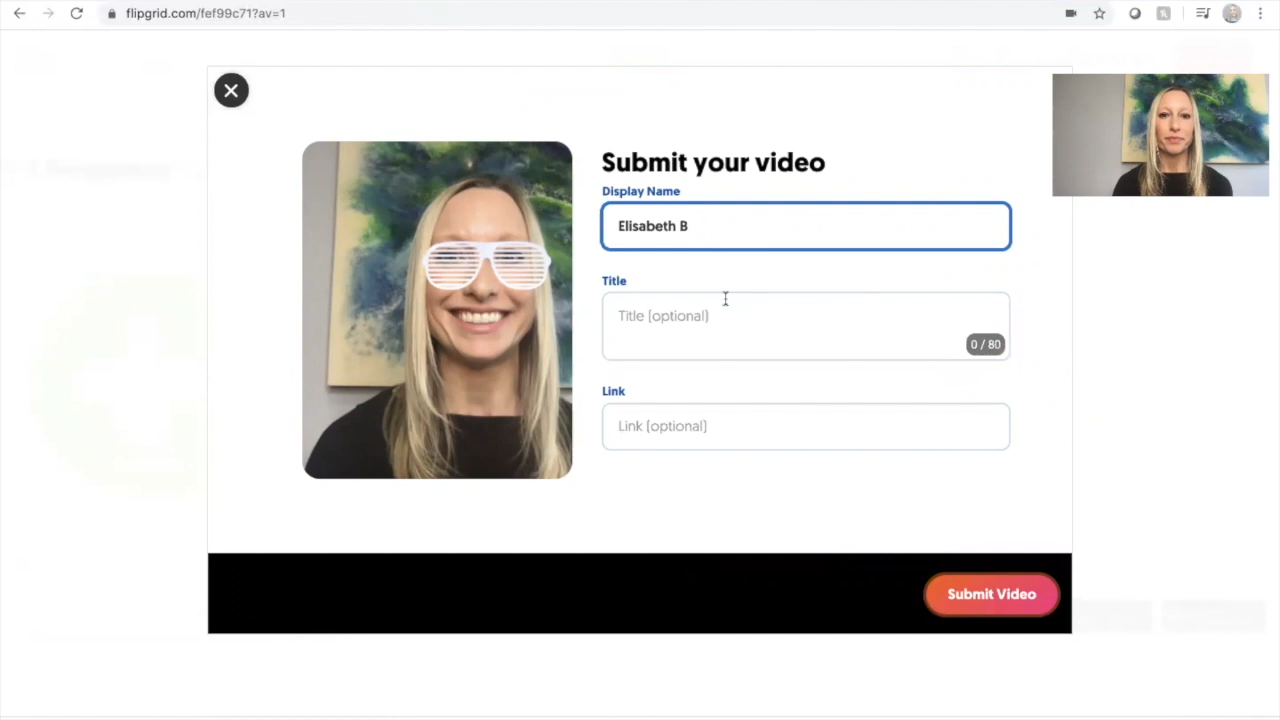 flipgrid.com/fef99c71?av=1
Submit your video
Display Name
Elisabeth B
Title
Title (optional)
0 / 80
Link
Link (optional)
Submit Video